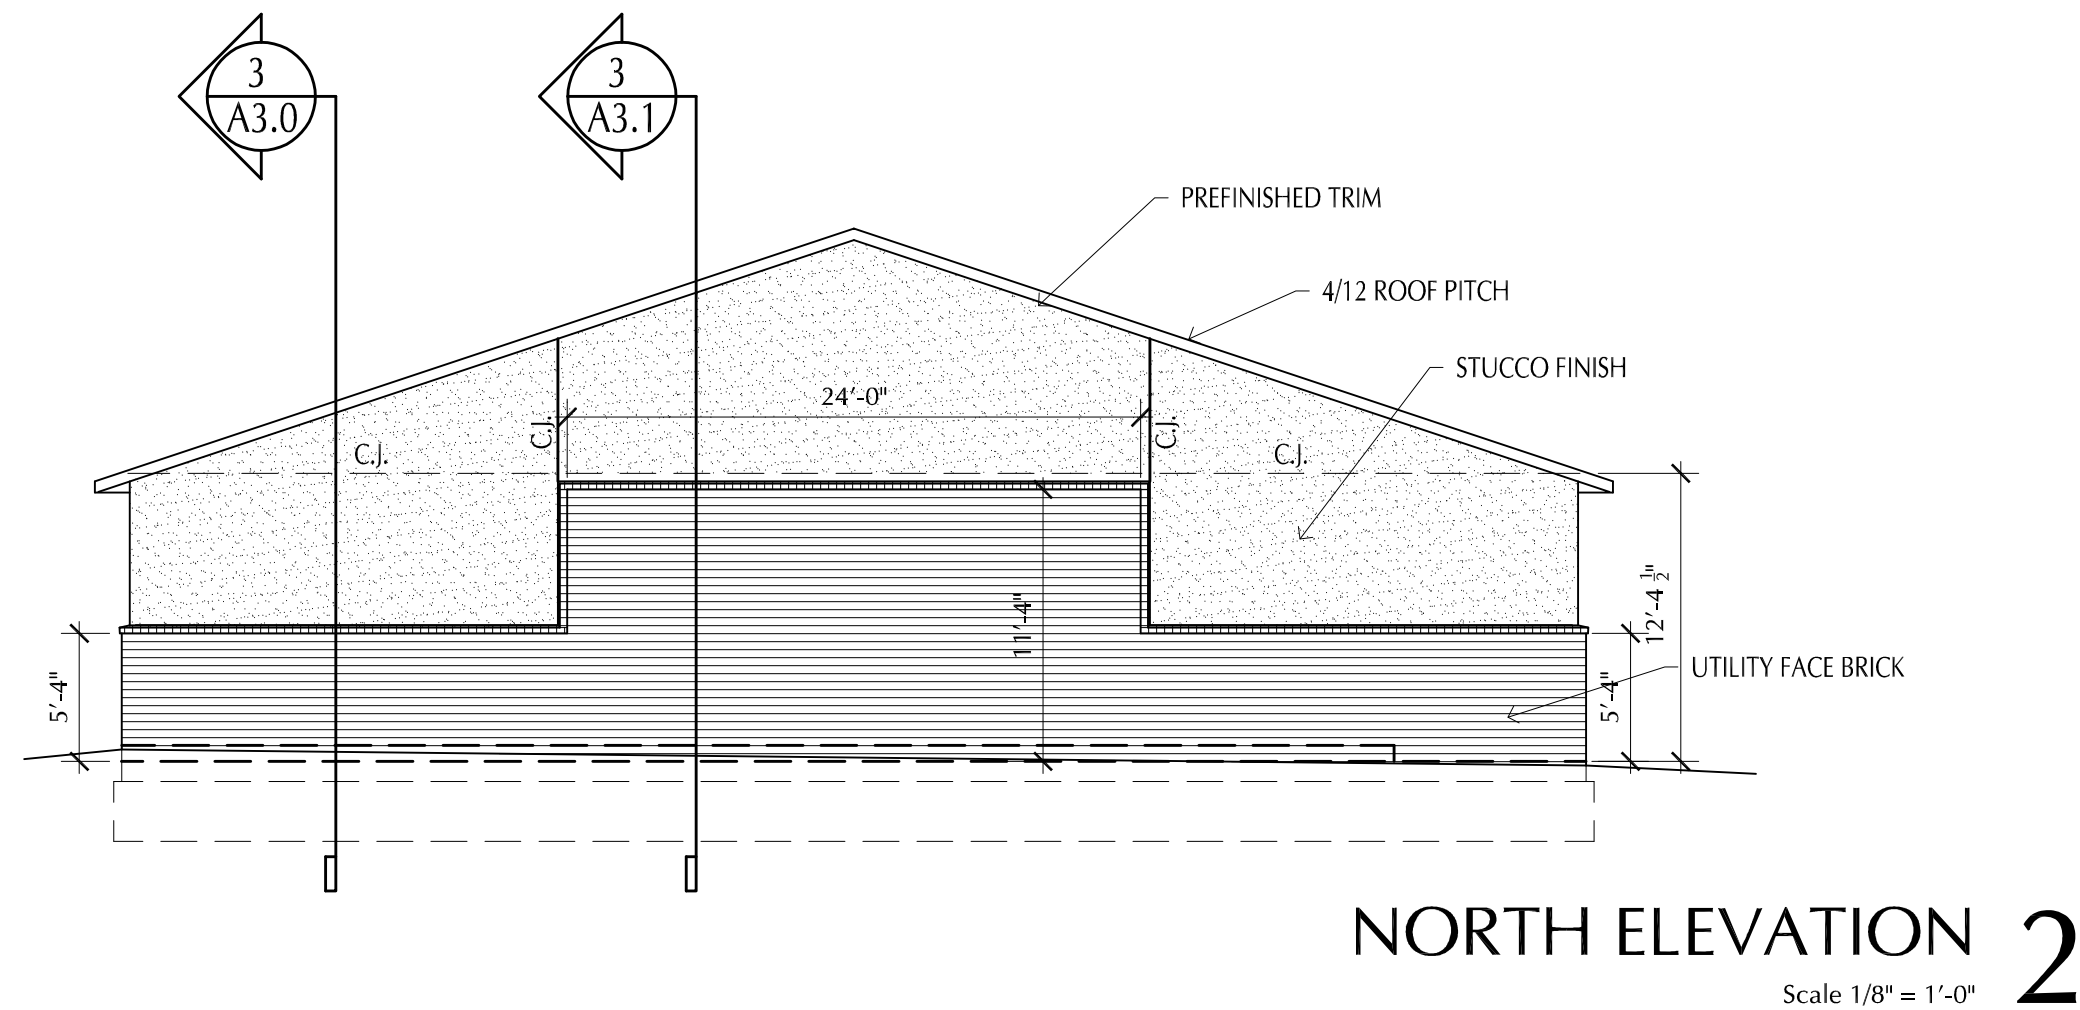 3
A3.0
3
A3.1
PREFINISHED TRIM
4/12 ROOF PITCH
STUCCO FINISH
24'-0"
C.J.
C.J.
C.J.
C.J.
11'-4"
12'-4 1/2"
5'-4"
5'-4"
UTILITY FACE BRICK
NORTH ELEVATION 2
Scale 1/8" = 1'-0"